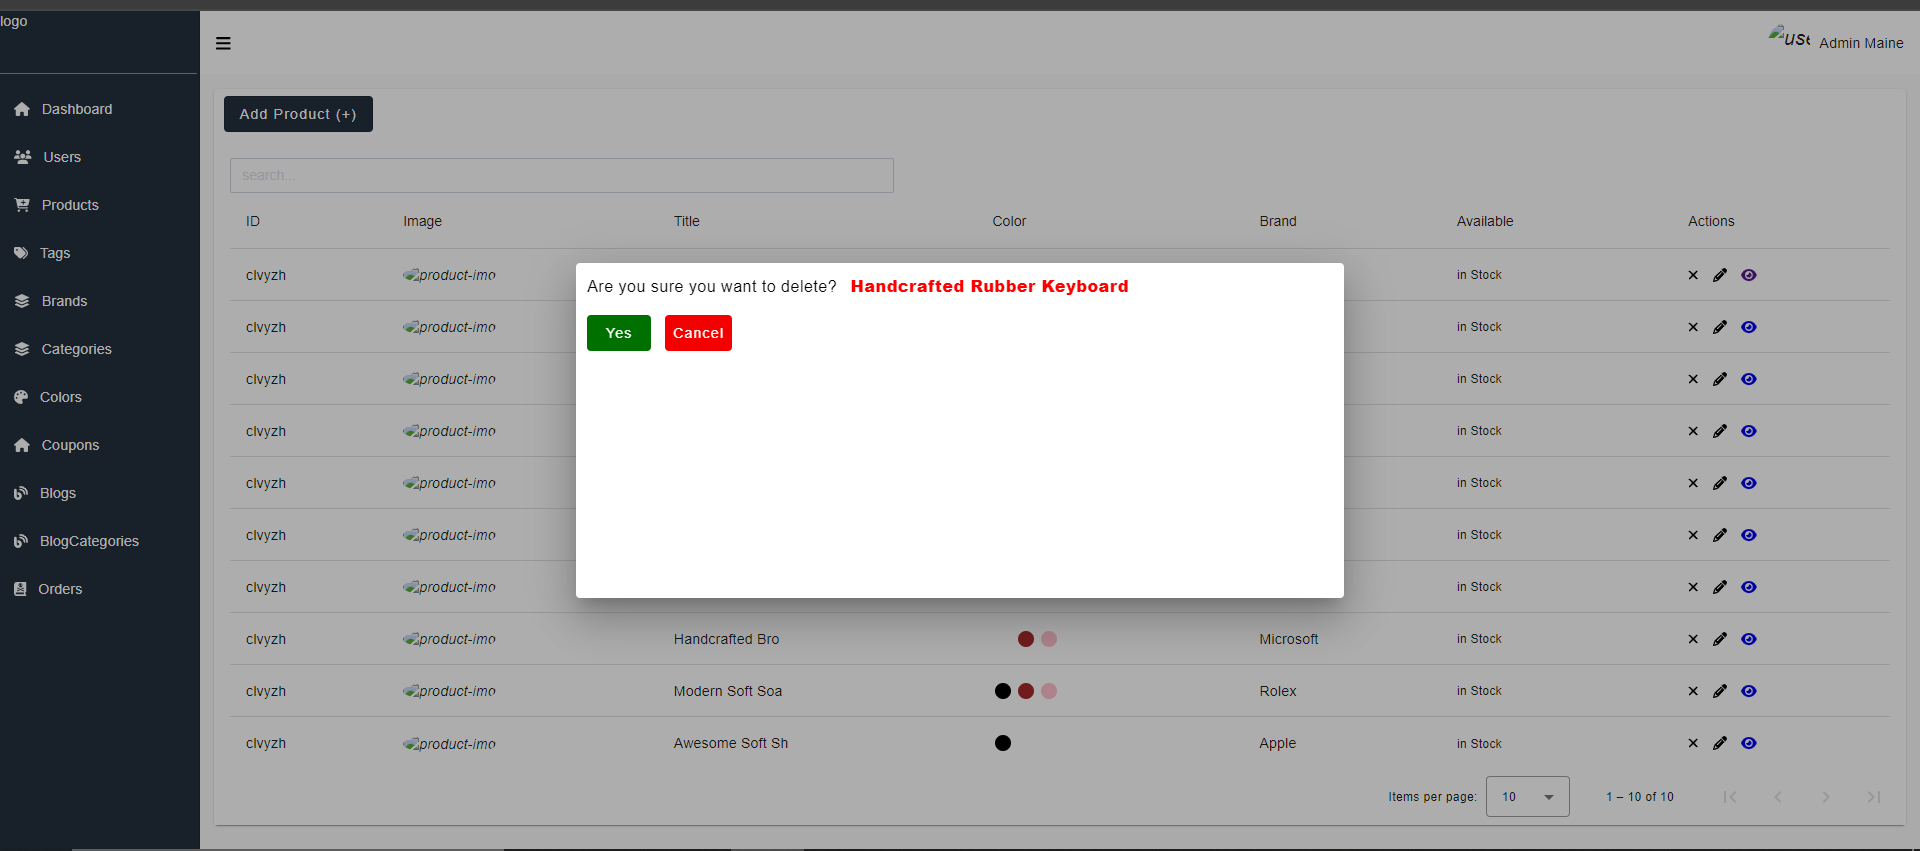 logo
use Admin Maine
Dashboard
Users
Products
Tags
Brands
Categories
Colors
Coupons
Blogs
BlogCategories
Orders
Add Product (+)
search...
ID Image Title Color Brand Available Actions
clvyzh product-imo in Stock
clvyzh product-imo in Stock
clvyzh product-imo in Stock
clvyzh product-imo in Stock
clvyzh product-imo in Stock
clvyzh product-imo in Stock
clvyzh product-imo in Stock
clvyzh product-imo Handcrafted Bro Microsoft in Stock
clvyzh product-imo Modern Soft Soa Rolex in Stock
clvyzh product-imo Awesome Soft Sh Apple in Stock
Items per page: 10 1 – 10 of 10
Are you sure you want to delete? Handcrafted Rubber Keyboard
Yes Cancel